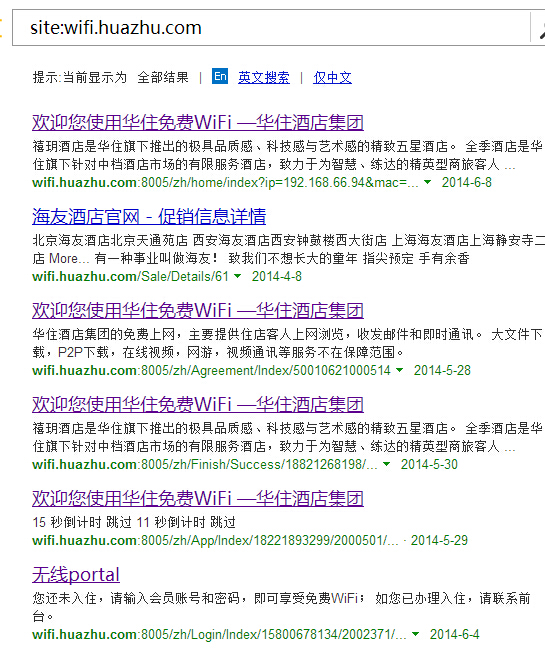 site:wifi.huazhu.com
提示:当前显示为 全部结果 | En 英文搜索 | 仅中文
欢迎您使用华住免费WiFi —华住酒店集团
禧玥酒店是华住旗下推出的极具品质感、科技感与艺术感的精致五星酒店。 全季酒店是华
住旗下针对中档酒店市场的有限服务酒店，致力于为智慧、练达的精英型商旅客人 ...
wifi.huazhu.com:8005/zh/home/index?ip=192.168.66.94&mac=... 2014-6-8
海友酒店官网 - 促销信息详情
北京海友酒店北京天通苑店 西安海友酒店西安钟鼓楼西大街店 上海海友酒店上海静安寺二
店 More... 有一种事业叫做海友！ 致我们不想长大的童年 指尖预定 手有余香
wifi.huazhu.com/Sale/Details/61 2014-4-8
欢迎您使用华住免费WiFi —华住酒店集团
华住酒店集团的免费上网，主要提供住店客人上网浏览，收发邮件和即时通讯。 大文件下
载，P2P下载，在线视频，网游，视频通讯等服务不在保障范围。
wifi.huazhu.com:8005/zh/Agreement/Index/50010621000514 2014-5-28
欢迎您使用华住免费WiFi —华住酒店集团
禧玥酒店是华住旗下推出的极具品质感、科技感与艺术感的精致五星酒店。 全季酒店是华
住旗下针对中档酒店市场的有限服务酒店，致力于为智慧、练达的精英型商旅客人 ...
wifi.huazhu.com:8005/zh/Finish/Success/18821268198/... 2014-5-30
欢迎您使用华住免费WiFi —华住酒店集团
15 秒倒计时 跳过 11 秒倒计时 跳过
wifi.huazhu.com:8005/zh/App/Index/18221893299/2000501/... · 2014-5-29
无线portal
您还未入住，请输入会员账号和密码，即可享受免费WiFi； 如您已办理入住，请联系前
台。
wifi.huazhu.com:8005/zh/Login/Index/15800678134/2002371/... 2014-6-4